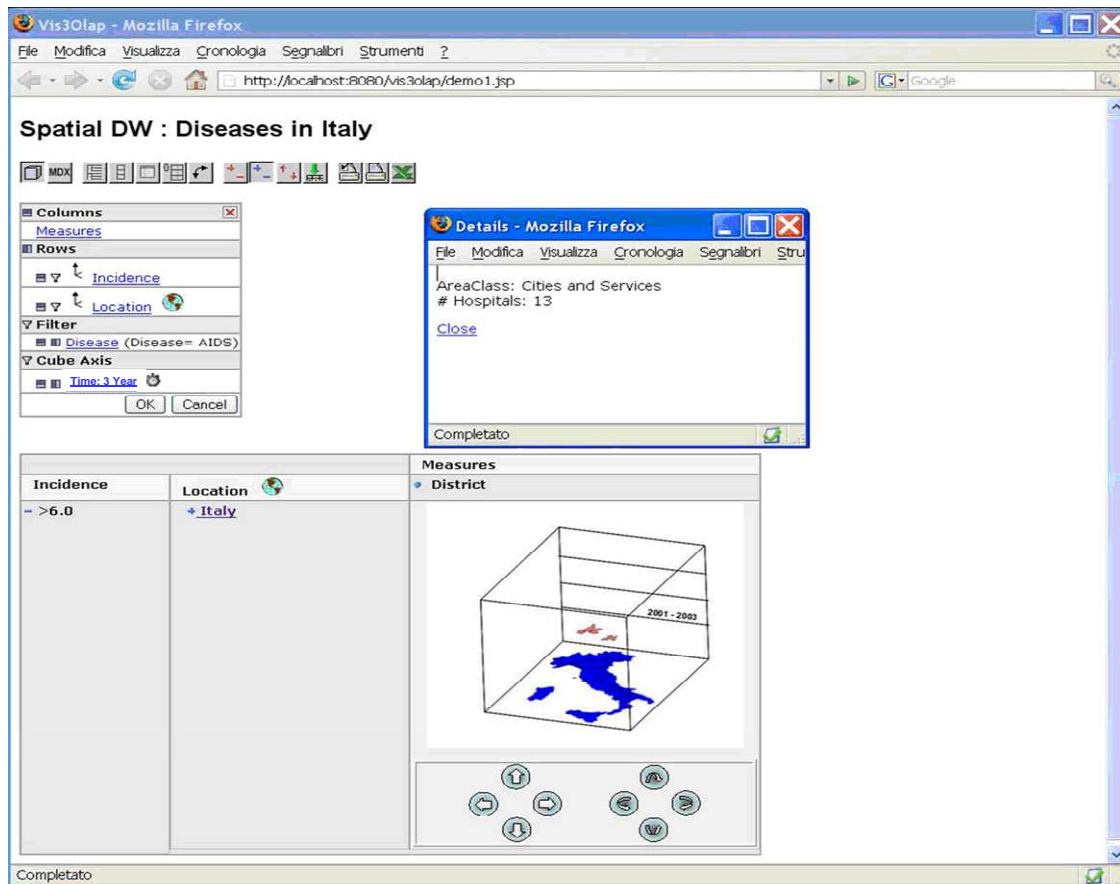 Vis3Olap - Mozilla Firefox
File Modifica Visualizza Cronologia Segnalibri Strumenti ?
http://localhost:8080/vis3olap/demo1.jsp
G Google
Spatial DW : Diseases in Italy
MDX
Columns
Measures
Rows
Incidence
Location
Filter
Disease (Disease= AIDS)
Cube Axis
Time: 3 Year
OK Cancel
Details - Mozilla Firefox
File Modifica Visualizza Cronologia Segnalibri Stru
AreaClass: Cities and Services
# Hospitals: 13
Close
Completato
Measures
Incidence Location District
- >6.0 + Italy
2001 - 2003
Completato